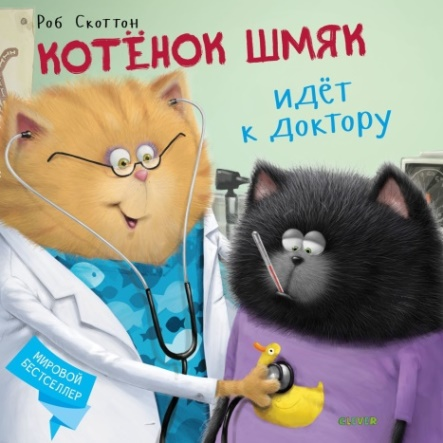 Роб Скоттон
КОТЁНОК ШМЯК
идёт
к доктору
МИРОВОЙ
БЕСТСЕЛЛЕР
CLEVER